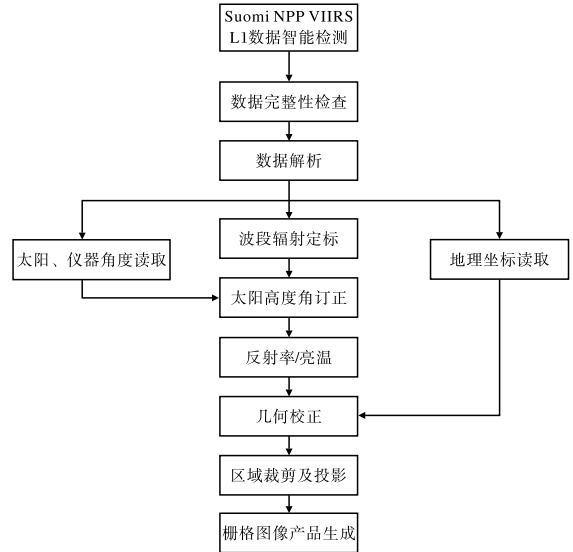 Suomi NPP VIIRS
L1数据智能检测
数据完整性检查
数据解析
波段辐射定标
太阳、仪器角度读取
地理坐标读取
太阳高度角订正
反射率/亮温
几何校正
区域裁剪及投影
栅格图像产品生成